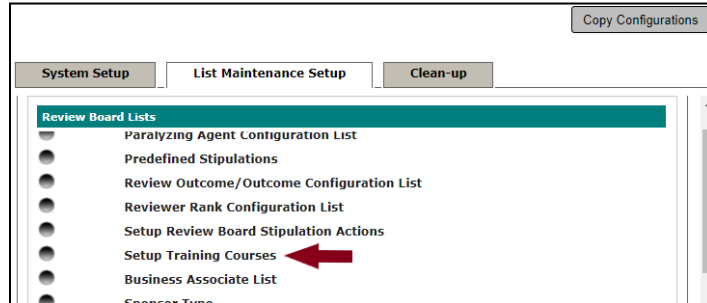 Copy Configurations
System Setup
List Maintenance Setup
Clean-up
Review Board Lists
Paralyzing Agent Configuration List
Predefined Stipulations
Review Outcome/Outcome Configuration List
Reviewer Rank Configuration List
Setup Review Board Stipulation Actions
Setup Training Courses
Business Associate List
Sponsor Type